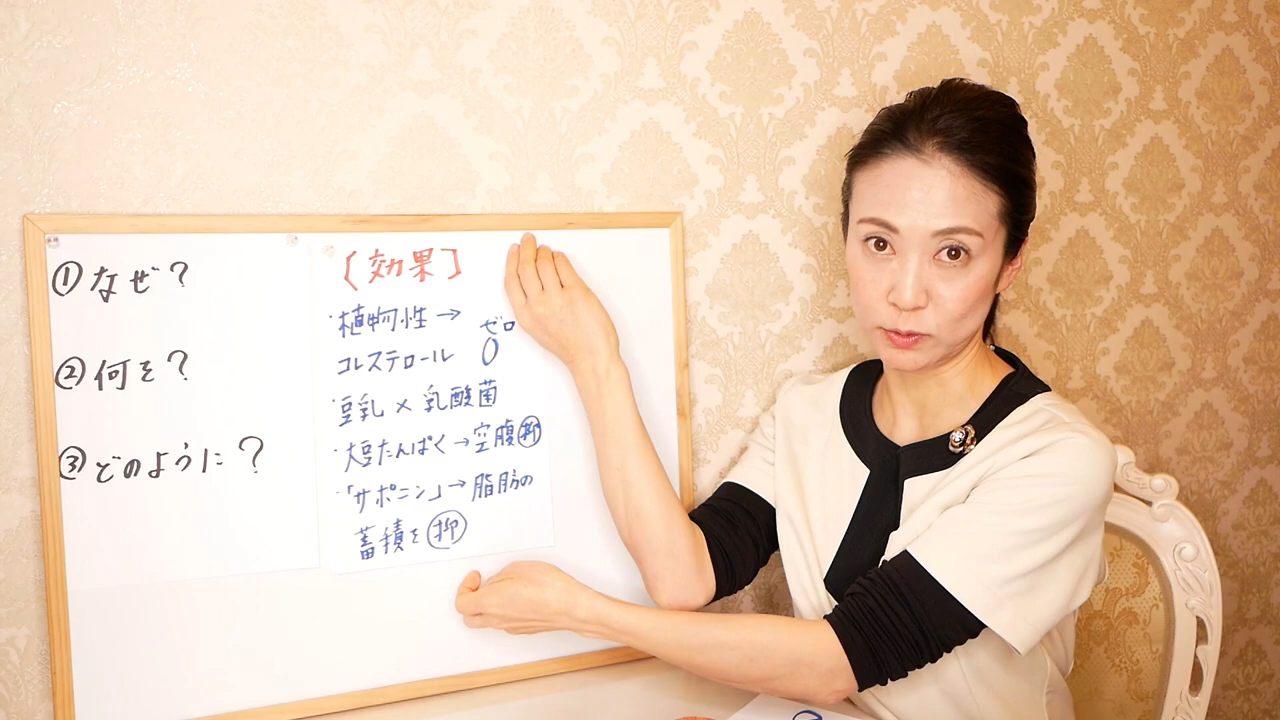 ①なぜ?
②何を?
③どのように?
[効果]
・植物性→
コレステロール ゼロ 0
・豆乳×乳酸菌
・大豆たんぱく→空腹㊥抑
・「サポニン」→脂肪の
蓄積を抑